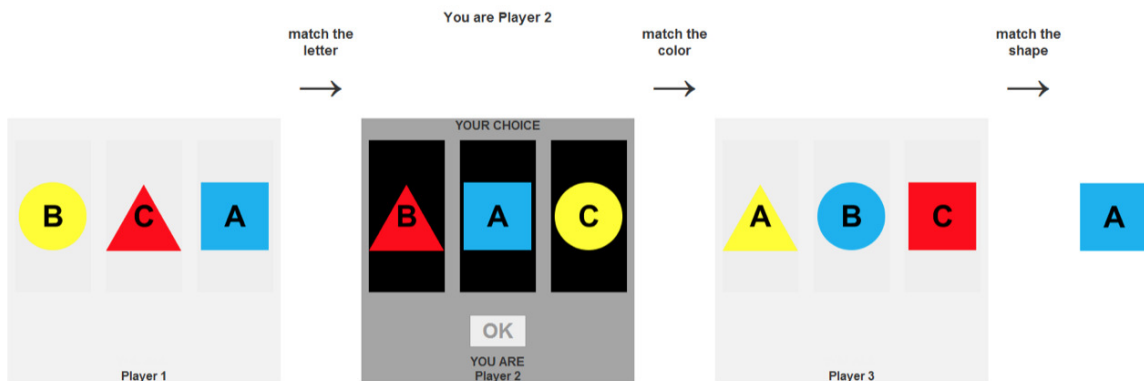 You are Player 2
match the
letter
→
match the
color
→
match the
shape
→
YOUR CHOICE
B C A
B A C
A B C
A
OK
YOU ARE
Player 1
Player 2
Player 3